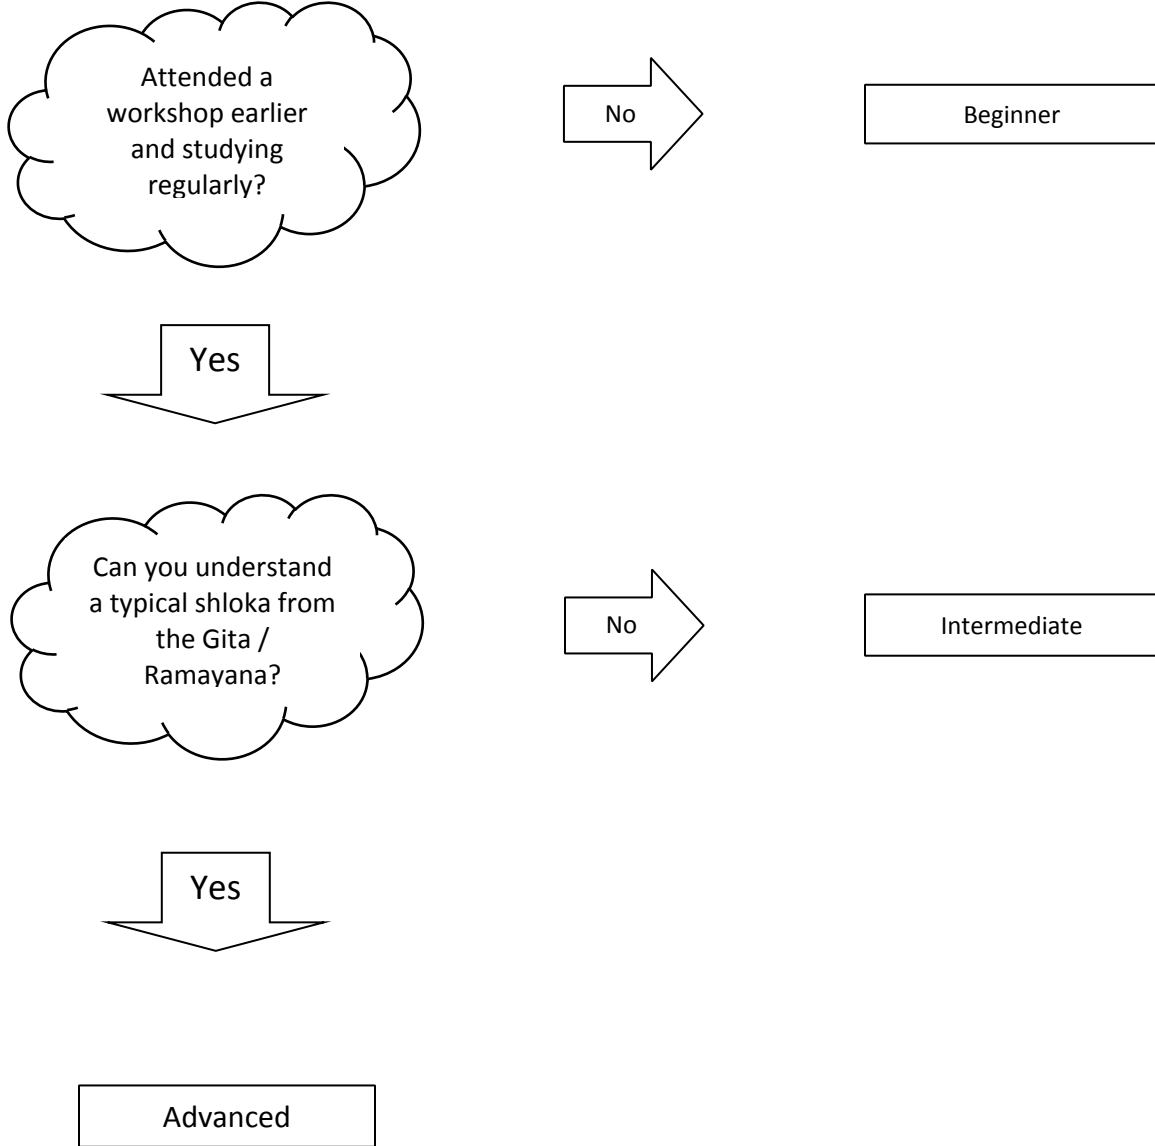 Attended a
workshop earlier
and studying
regularly?
No
Beginner
Yes
Can you understand
a typical shloka from
the Gita /
Ramayana?
No
Intermediate
Yes
Advanced